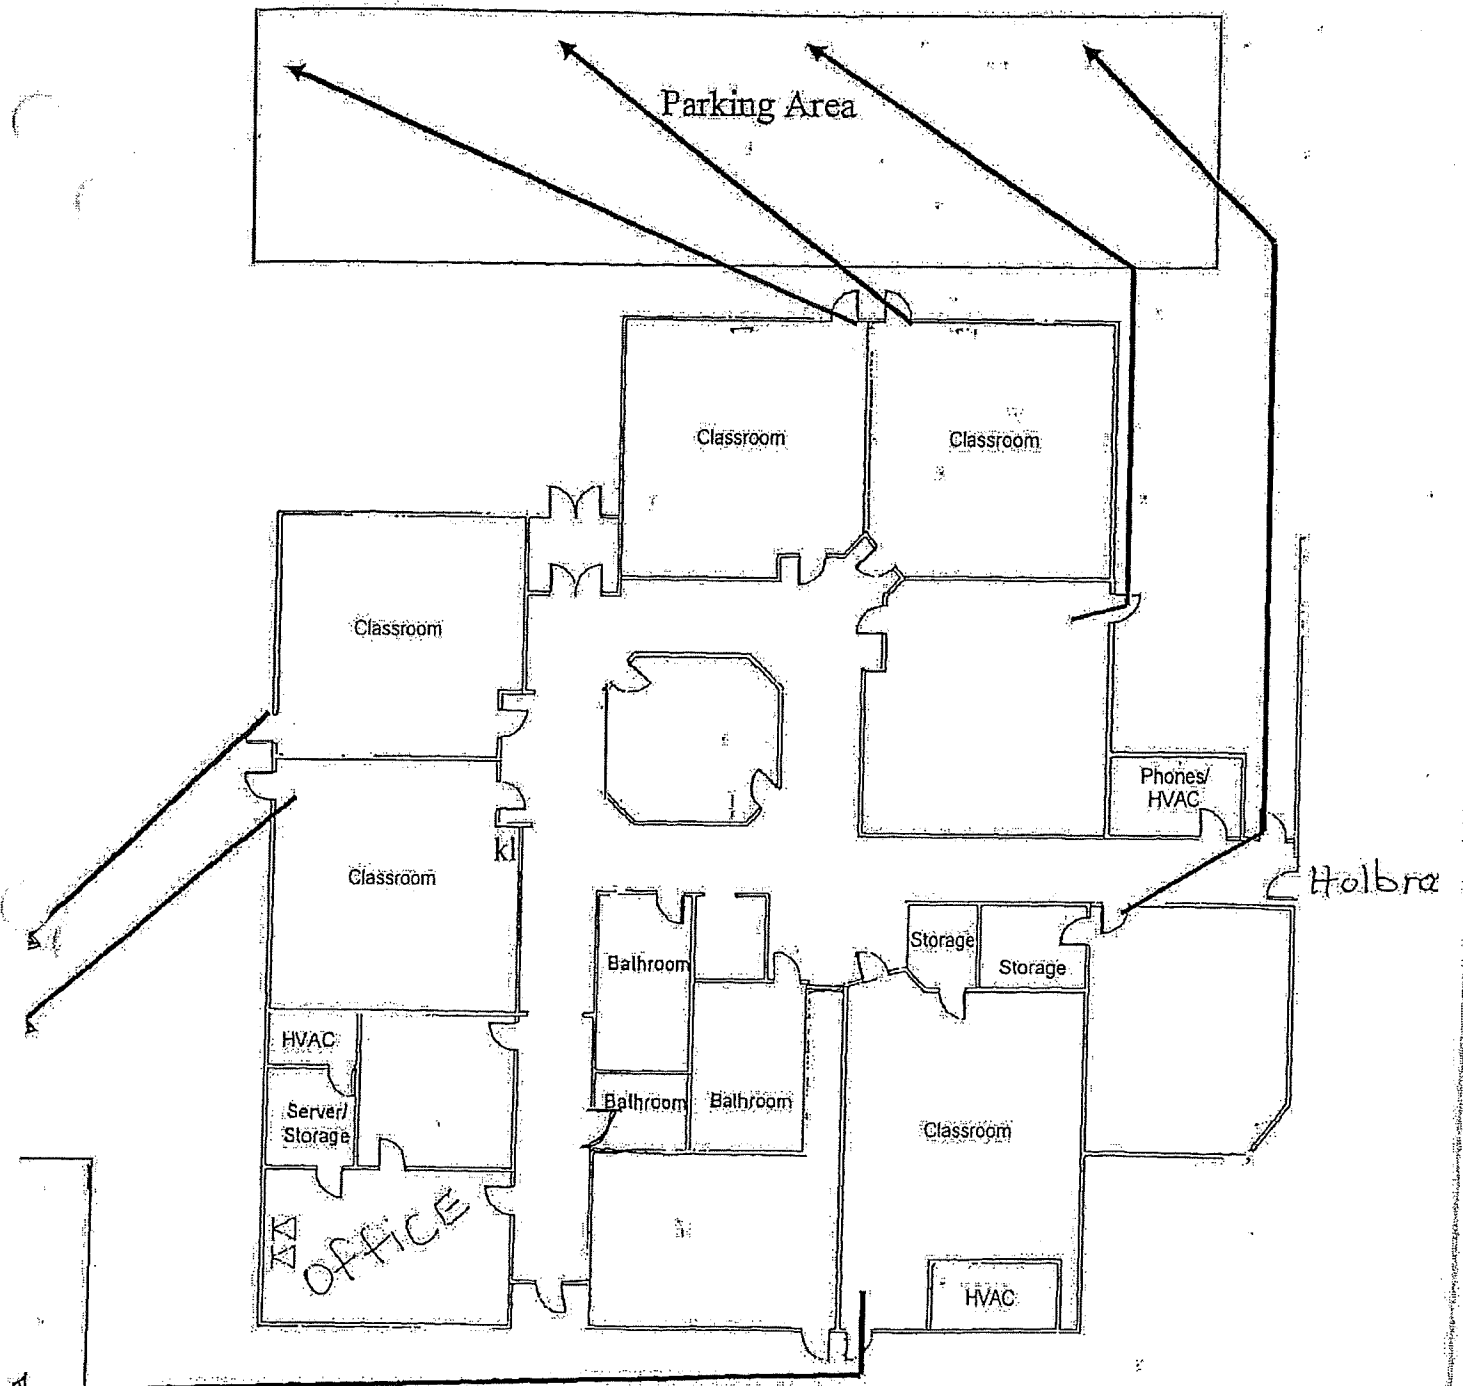 Parking Area
Classroom
Classroom
Classroom
Phones/
HVAC
kl
Classroom
Holbra
Storage
Storage
Bathroom
HVAC
Server/
Storage
Bathroom
Bathroom
Classroom
OffiCE
HVAC